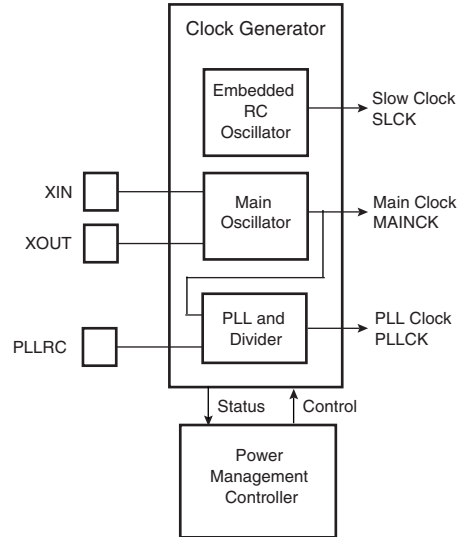 Clock Generator
Embedded
RC
Oscillator
Slow Clock
SLCK
XIN
Main
Oscillator
Main Clock
MAINCK
XOUT
PLL and
Divider
PLL Clock
PLLCK
PLLRC
Status
Control
Power
Management
Controller